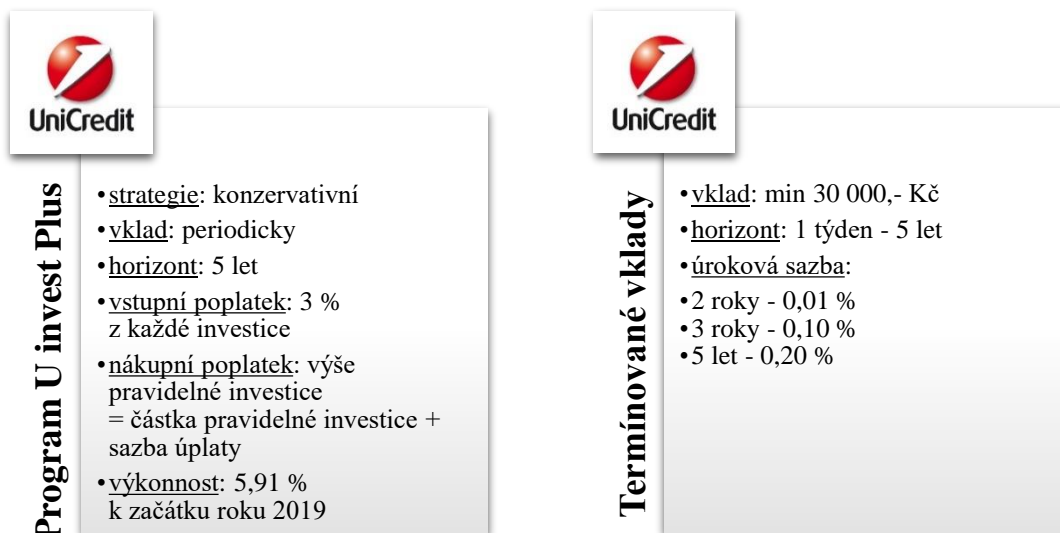 UniCredit
Program U invest Plus
•strategie: konzervativní
•vklad: periodicky
•horizont: 5 let
•vstupní poplatek: 3 %
z každé investice
•nákupní poplatek: výše
pravidelné investice
= částka pravidelné investice +
sazba úplaty
•výkonnost: 5,91 %
k začátku roku 2019
UniCredit
Termínované vklady
•vklad: min 30 000,- Kč
•horizont: 1 týden - 5 let
•úroková sazba:
•2 roky - 0,01 %
•3 roky - 0,10 %
•5 let - 0,20 %